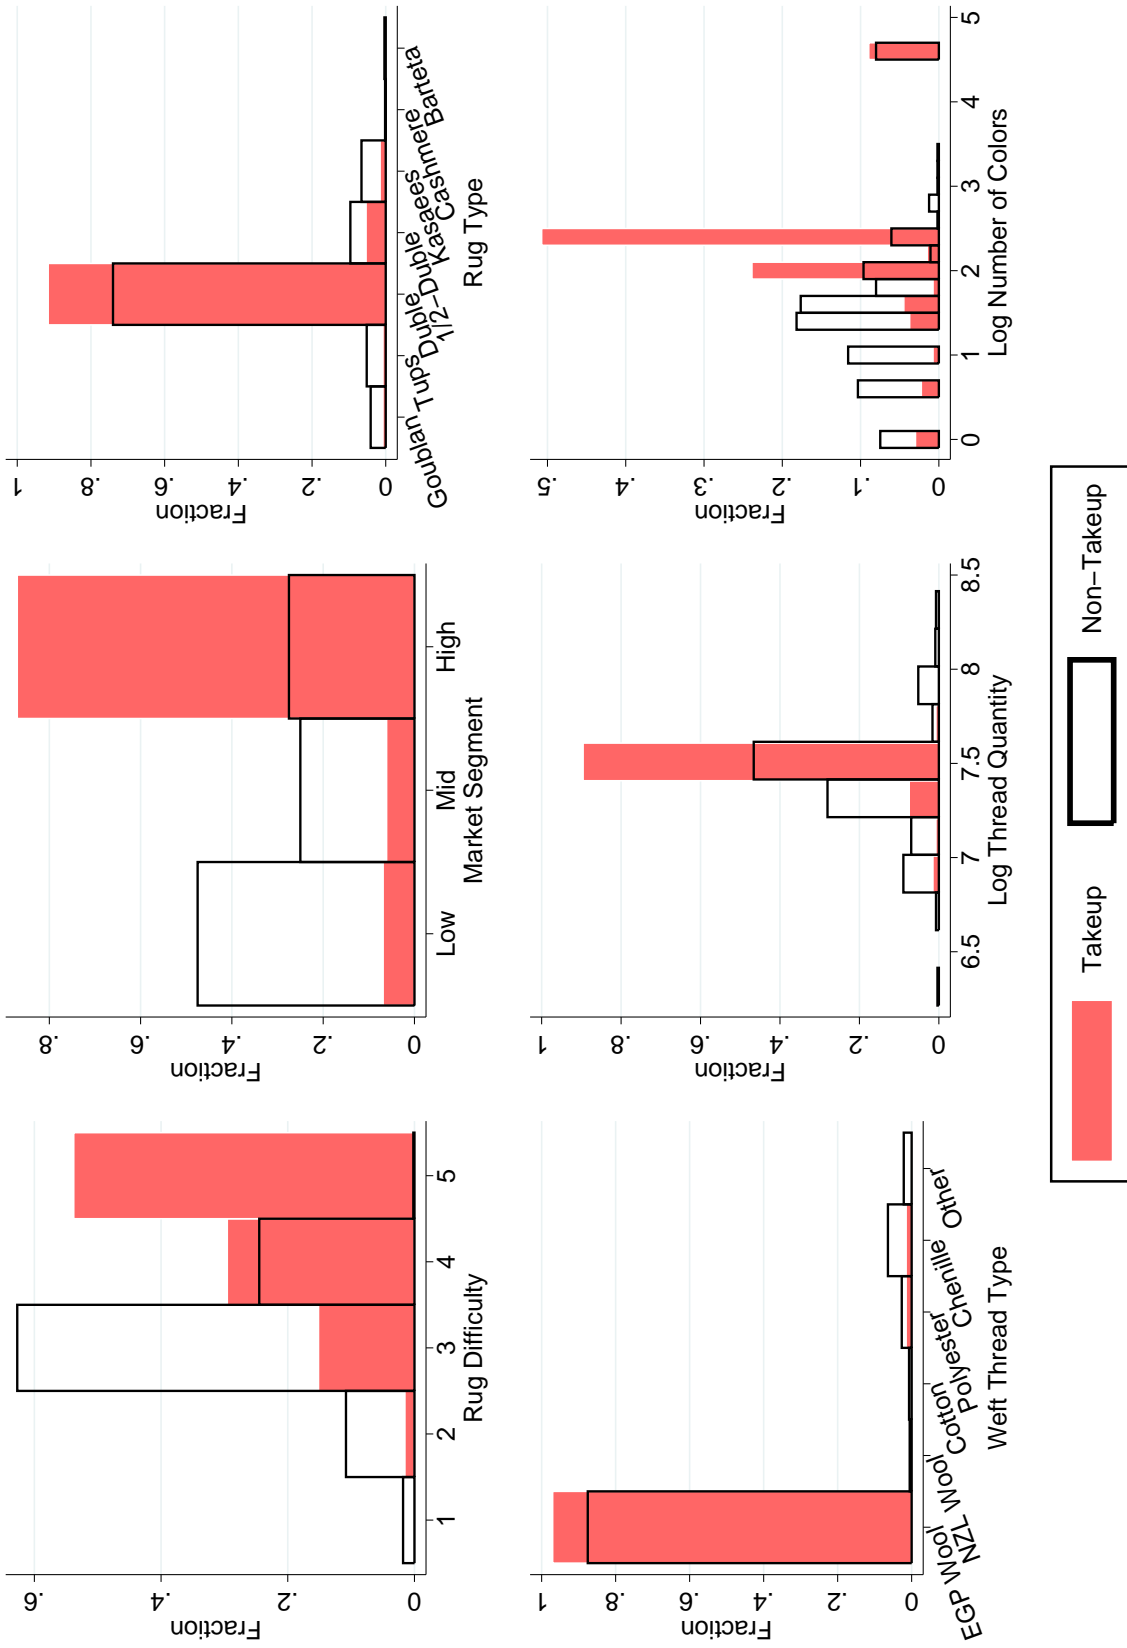 Fraction
0 .2 .4 .6
1 2 3 4 5
Rug Difficulty
Fraction
0 .2 .4 .6 .8
Low Mid High
Market Segment
Fraction
0 .2 .4 .6 .8 1
Goublan Tups Duble 1/2−Duble Kasaees Cashmere Barteta
Rug Type
Fraction
0 .2 .4 .6 .8 1
EGP Wool NZL Wool Cotton Polyester Chenille Other
Weft Thread Type
Fraction
0 .2 .4 .6 .8 1
6.5 7 7.5 8 8.5
Log Thread Quantity
Fraction
0 .1 .2 .3 .4 .5
0 1 2 3 4 5
Log Number of Colors
Takeup Non−Takeup